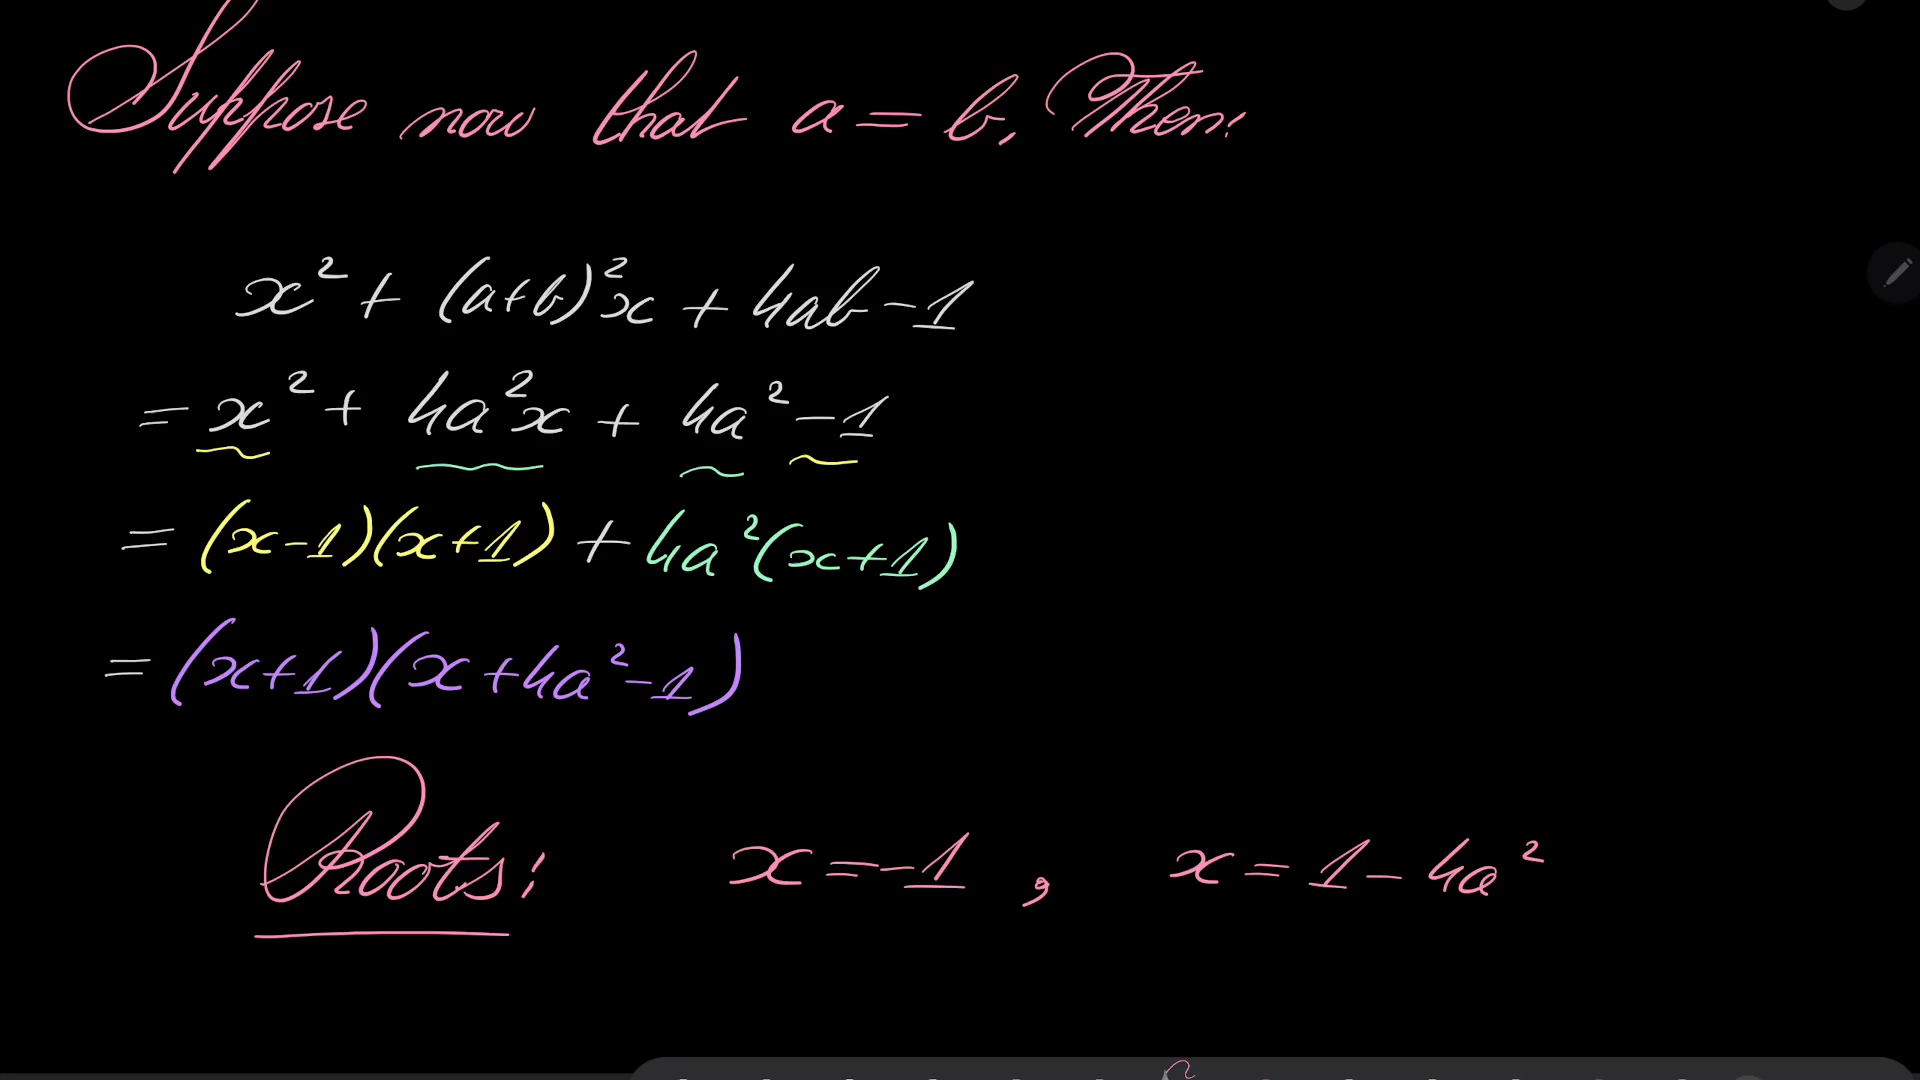 Suppose now that a = b. Then:
x² + (a+b)²x + 4ab - 1
= x² + 4a²x + 4a² - 1
= (x-1)(x+1) + 4a²(x+1)
= (x+1)(x+4a²-1)
Roots: x = -1 , x = 1 - 4a²